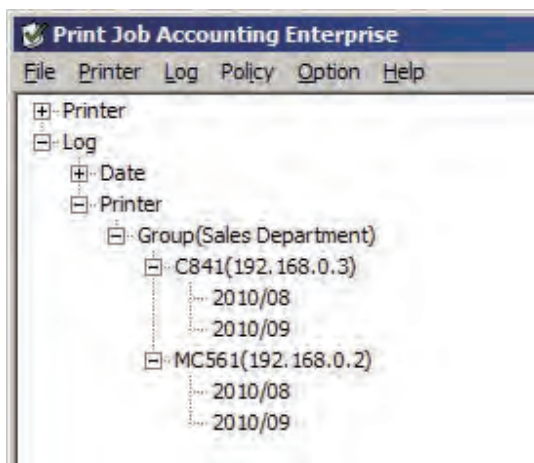 Print Job Accounting Enterprise
File Printer Log Policy Option Help
Printer
Log
Date
Printer
Group(Sales Department)
C841(192.168.0.3)
2010/08
2010/09
MC561(192.168.0.2)
2010/08
2010/09